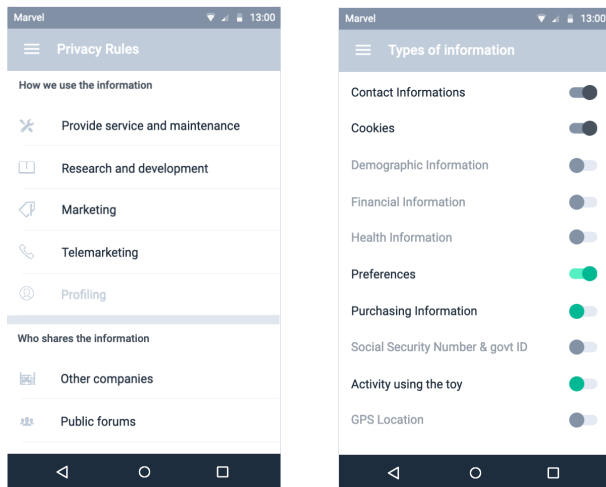 Marvel 13:00
Privacy Rules
How we use the information
Provide service and maintenance
Research and development
Marketing
Telemarketing
Profiling
Who shares the information
Other companies
Public forums
Marvel 13:00
Types of information
Contact Informations
Cookies
Demographic Information
Financial Information
Health Information
Preferences
Purchasing Information
Social Security Number & govt ID
Activity using the toy
GPS Location